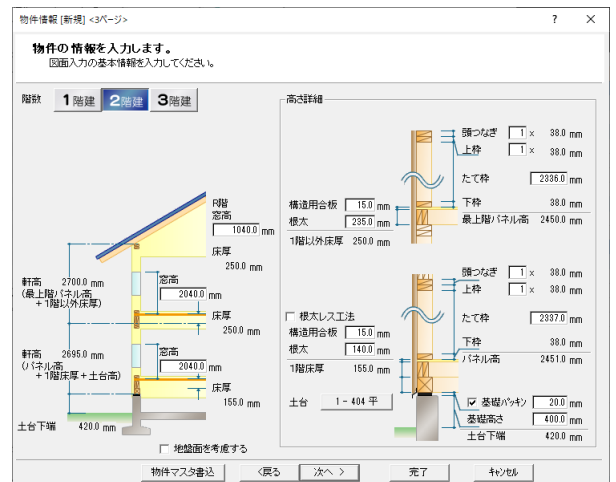 物件情報 [新規] <3ページ>
? ×
物件の情報を入力します。
図面入力の基本情報を入力してください。
階数 1階建 2階建 3階建
R階
窓高
1040.0 mm
床厚
250.0 mm
軒高 2700.0 mm
(最上階パネル高
+1階以外床厚)
窓高
2040.0 mm
床厚
250.0 mm
軒高 2695.0 mm
(パネル高
+1階床厚+土台高)
窓高
2040.0 mm
床厚
155.0 mm
土台下端 420.0 mm
地盤面を考慮する
高さ詳細
頭つなぎ 1 × 38.0 mm
上枠 1 × 38.0 mm
たて枠 2336.0 mm
構造用合板 15.0 mm
下枠 38.0 mm
根太 235.0 mm
最上階パネル高 2450.0 mm
1階以外床厚 250.0 mm
頭つなぎ 1 × 38.0 mm
上枠 1 × 38.0 mm
根太レス工法
たて枠 2337.0 mm
構造用合板 15.0 mm
下枠 38.0 mm
根太 140.0 mm
パネル高 2451.0 mm
1階床厚 155.0 mm
土台 1 - 404 平
基礎パッキン 20.0 mm
基礎高さ 400.0 mm
土台下端 420.0 mm
物件マスタ書込 <戻る 次へ > 完了 キャンセル